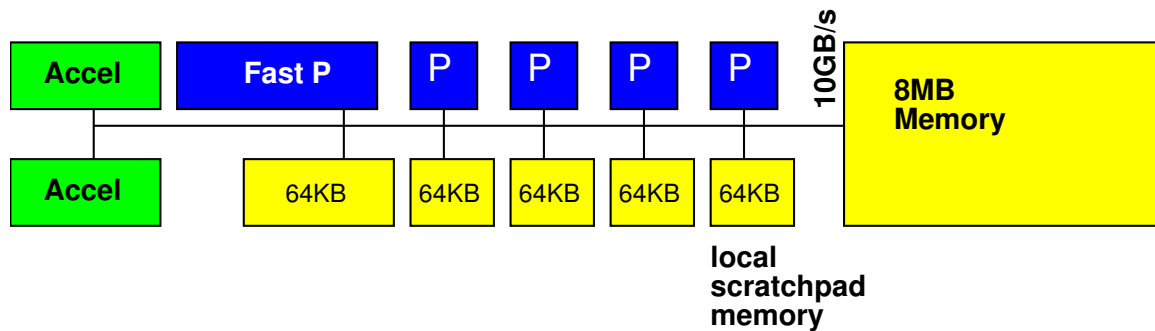 Accel
Fast P
P
P
P
P
10GB/s
8MB
Memory
Accel
64KB
64KB
64KB
64KB
64KB
local
scratchpad
memory